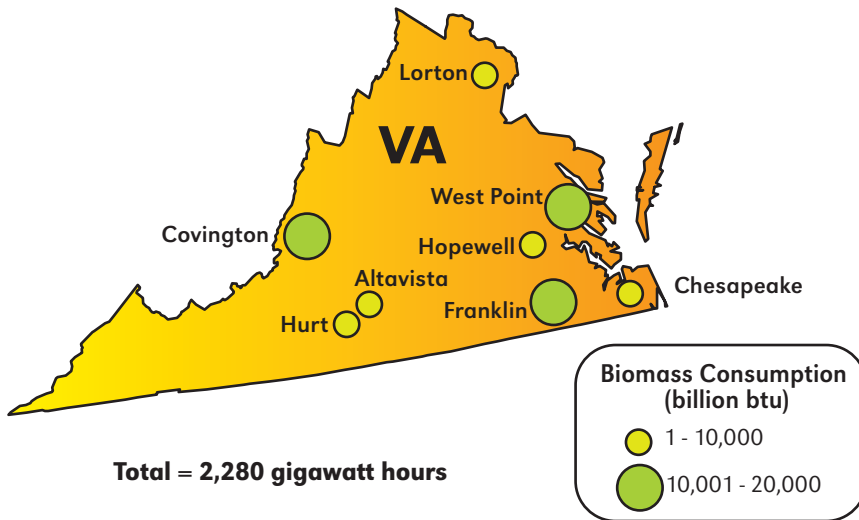 Lorton
VA
West Point
Covington
Hopewell
Altavista
Chesapeake
Franklin
Hurt
Biomass Consumption
(billion btu)
1 - 10,000
10,001 - 20,000
Total = 2,280 gigawatt hours